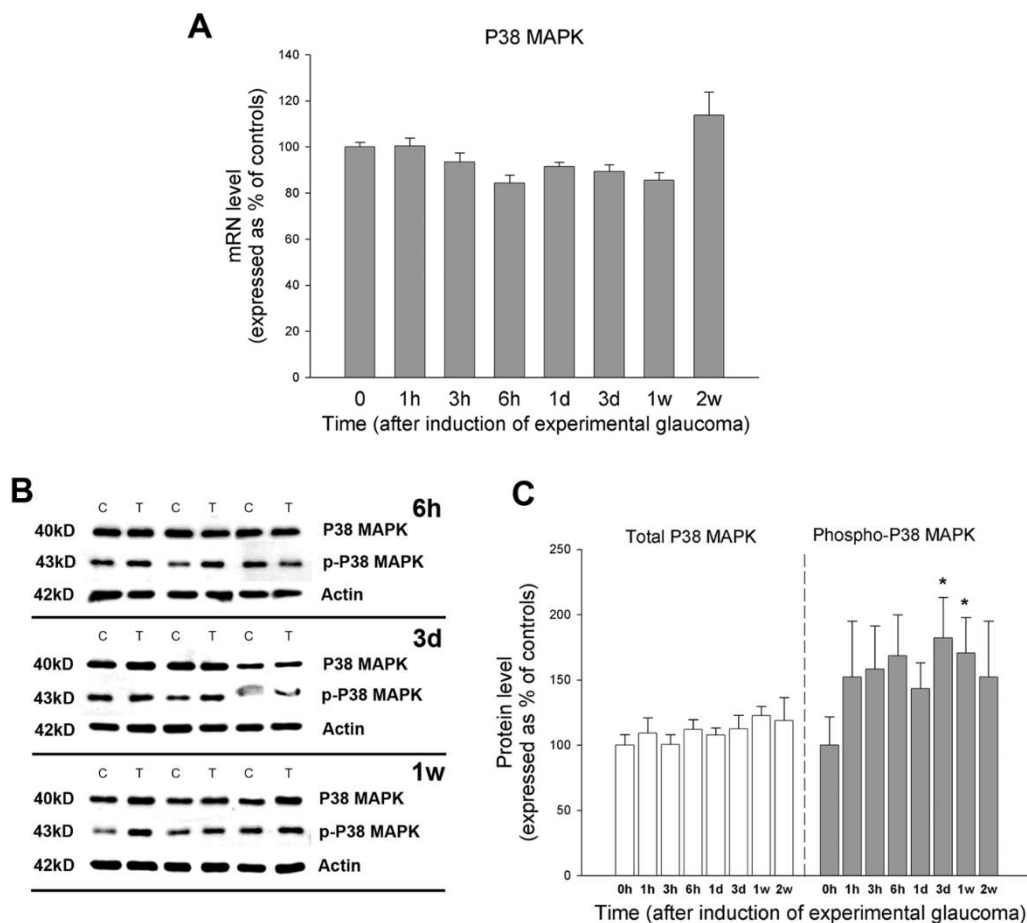 A
P38 MAPK
140
120
100
80
60
40
20
0
mRN level
(expressed as % of controls)
0 1h 3h 6h 1d 3d 1w 2w
Time (after induction of experimental glaucoma)
B
C T C T C T 6h
40kD P38 MAPK
43kD p-P38 MAPK
42kD Actin
C T C T C T 3d
40kD P38 MAPK
43kD p-P38 MAPK
42kD Actin
C T C T C T 1w
40kD P38 MAPK
43kD p-P38 MAPK
42kD Actin
C
Total P38 MAPK Phospho-P38 MAPK
250
200
150
100
50
0
Protein level
(expressed as % of controls)
* *
0h 1h 3h 6h 1d 3d 1w 2w 0h 1h 3h 6h 1d 3d 1w 2w
Time (after induction of experimental glaucoma)